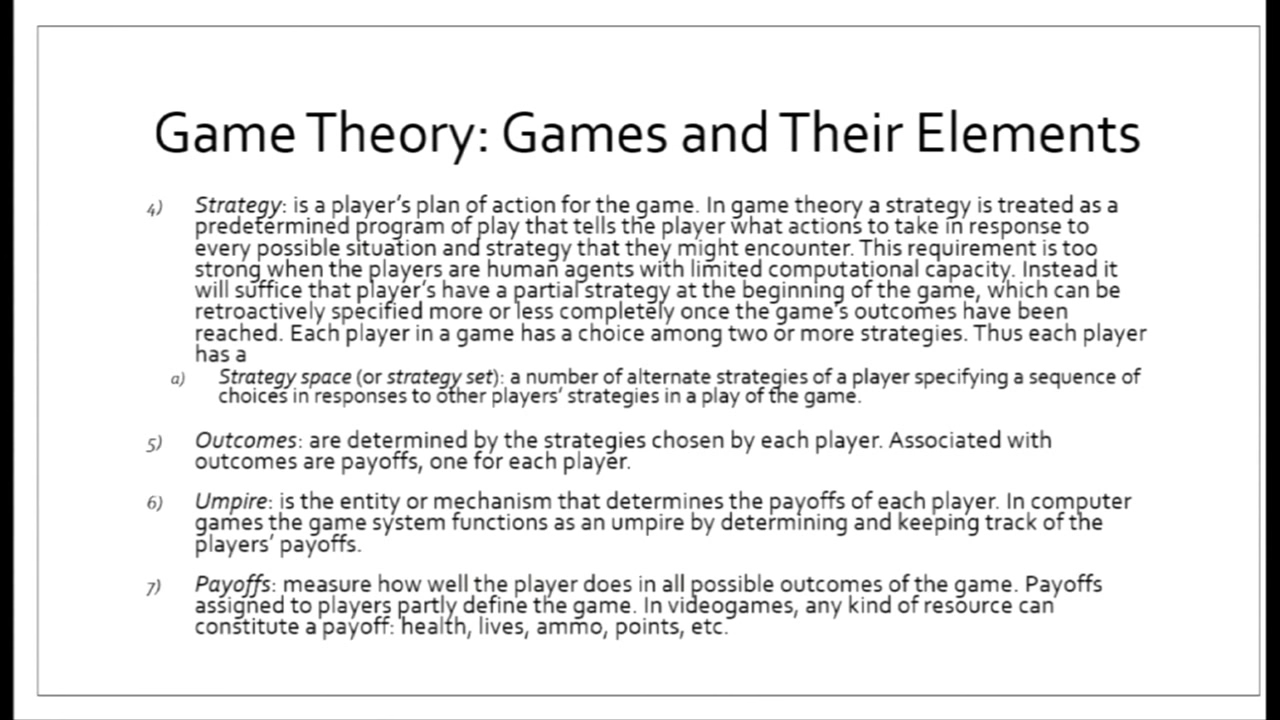 Game Theory: Games and Their Elements
4) Strategy: is a player's plan of action for the game. In game theory a strategy is treated as a
predetermined program of play that tells the player what actions to take in response to
every possible situation and strategy that they might encounter. This requirement is too
strong when the players are human agents with limited computational capacity. Instead it
will suffice that player's have a partial strategy at the beginning of the game, which can be
retroactively specified more or less completely once the game's outcomes have been
reached. Each player in a game has a choice among two or more strategies. Thus each player
has a
a) Strategy space (or strategy set): a number of alternate strategies of a player specifying a sequence of
choices in responses to other players' strategies in a play of the game.
5) Outcomes: are determined by the strategies chosen by each player. Associated with
outcomes are payoffs, one for each player.
6) Umpire: is the entity or mechanism that determines the payoffs of each player. In computer
games the game system functions as an umpire by determining and keeping track of the
players' payoffs.
7) Payoffs: measure how well the player does in all possible outcomes of the game. Payoffs
assigned to players partly define the game. In videogames, any kind of resource can
constitute a payoff: health, lives, ammo, points, etc.